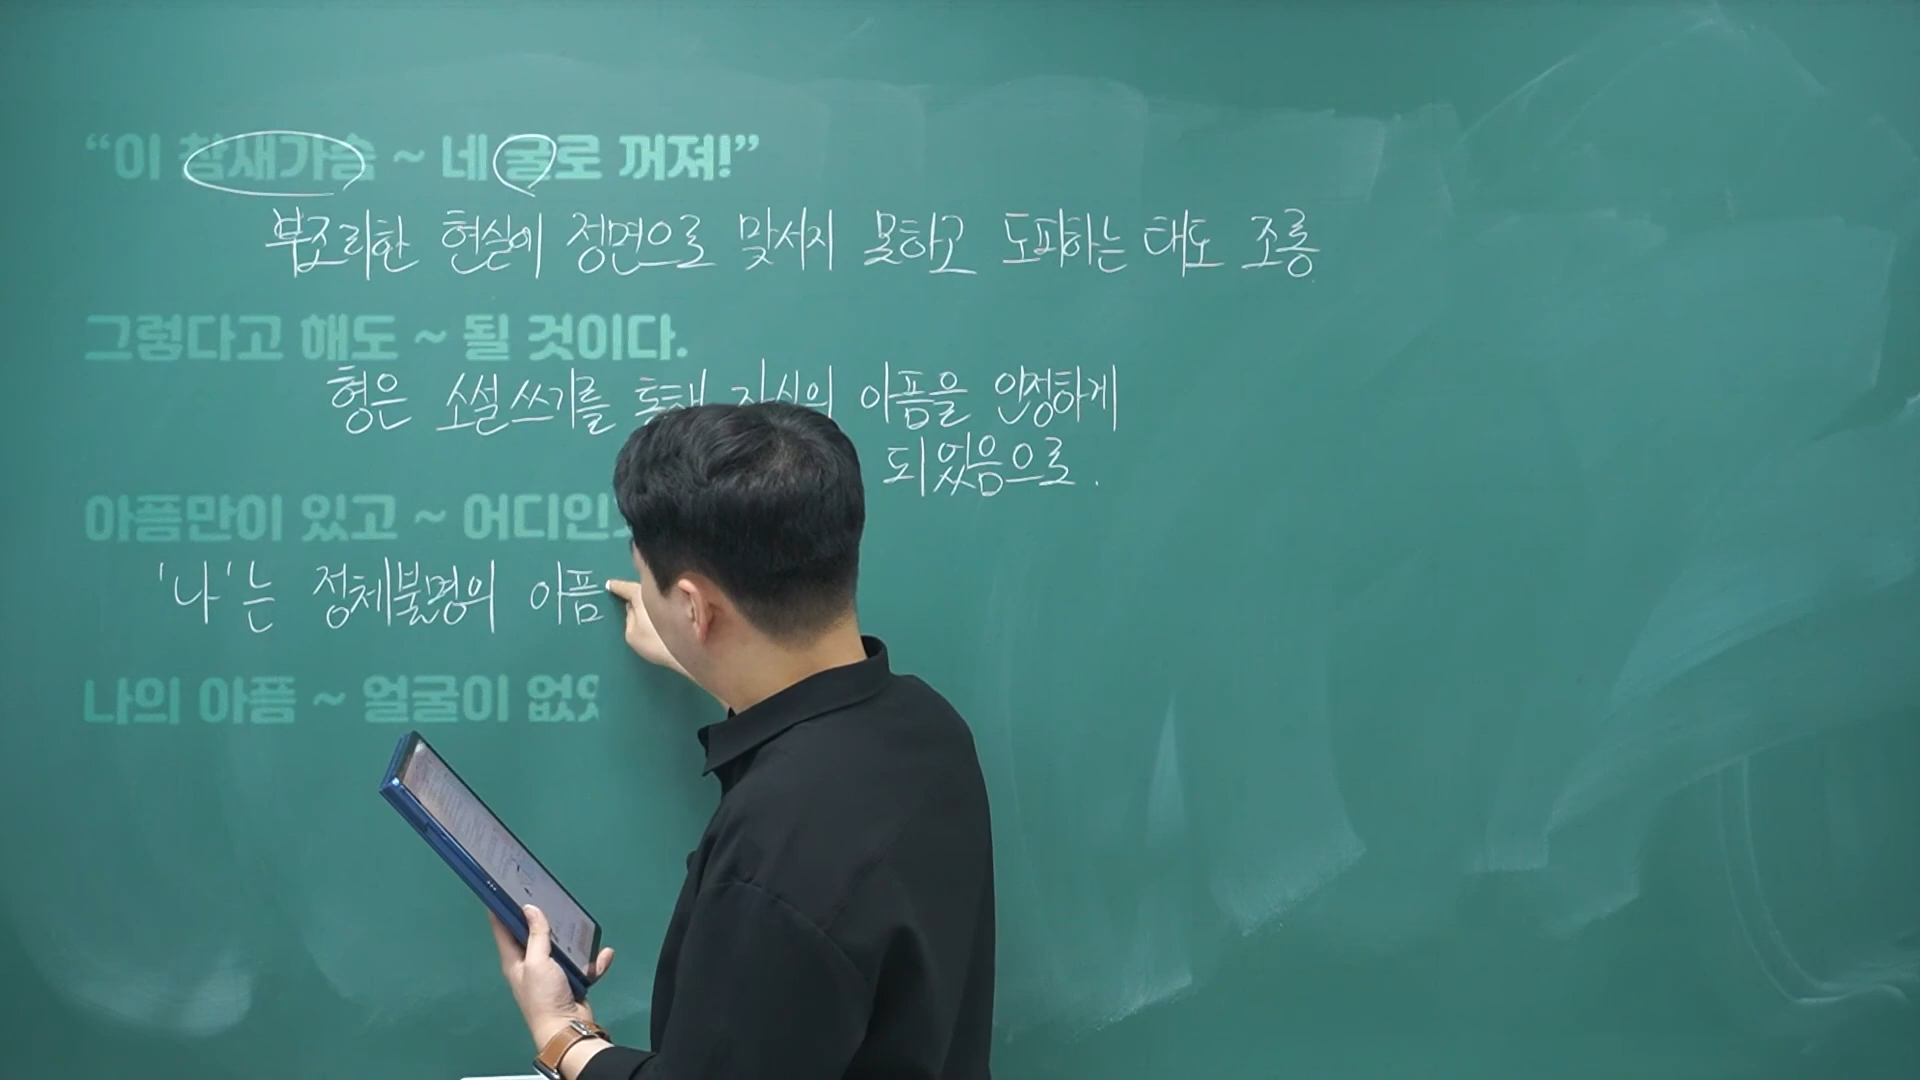 “이 참새가슴 ~ 네 굴로 꺼져!”
부조리한 현실에 정면으로 맞서지 못하고 도피하는 태도 조롱
그렇다고 해도 ~ 될 것이다.
형은 소설 쓰기를 통해 자신의 아픔을 인정하게
되었음으로.
아픔만이 있고 ~ 어디인
'나'는 정체불명의 아픔
나의 아픔 ~ 얼굴이